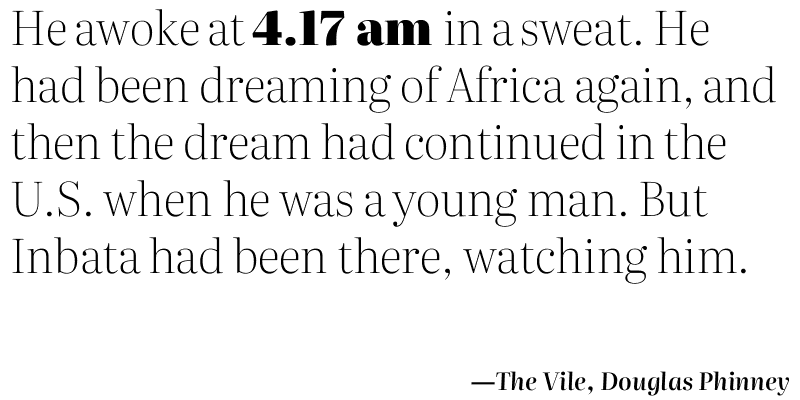 He awoke at 4.17 am in a sweat. He
had been dreaming of Africa again, and
then the dream had continued in the
U.S. when he was a young man. But
Inbata had been there, watching him.
—The Vile, Douglas Phinney